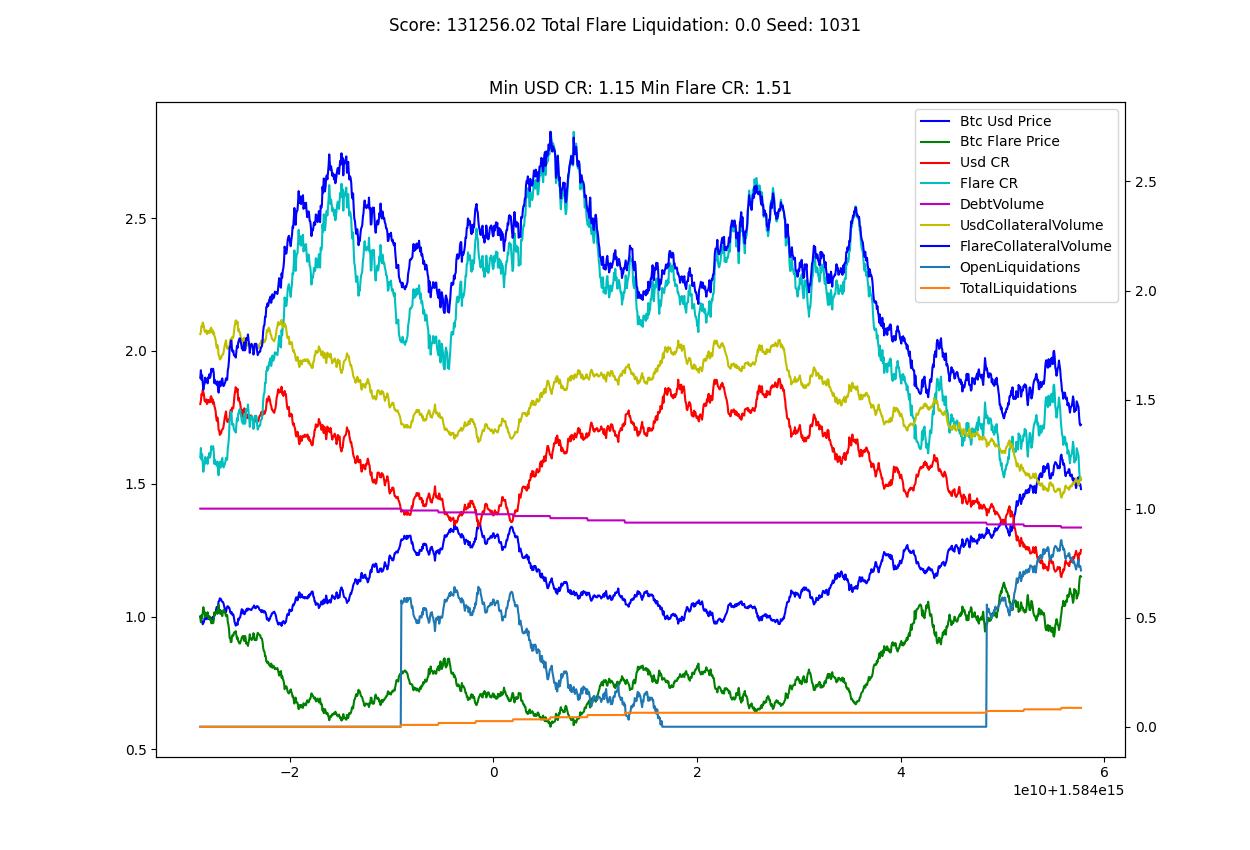 Score: 131256.02 Total Flare Liquidation: 0.0 Seed: 1031
Min USD CR: 1.15 Min Flare CR: 1.51
Btc Usd Price
Btc Flare Price
Usd CR
Flare CR
DebtVolume
UsdCollateralVolume
FlareCollateralVolume
OpenLiquidations
TotalLiquidations
2.5
2.0
1.5
1.0
0.5
2.5
2.0
1.5
1.0
0.5
0.0
−2 0 2 4 6
1e10+1.584e15